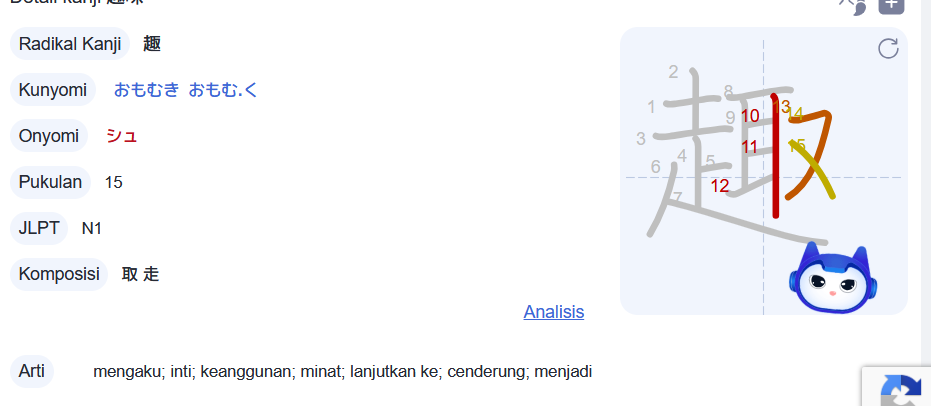 Detail kanji 趣味
Radikal Kanji 趣
Kunyomi おもむき おもむ.く
Onyomi シュ
Pukulan 15
JLPT N1
Komposisi 取 走
Analisis
Arti mengaku; inti; keanggunan; minat; lanjutkan ke; cenderung; menjadi
1
2
3
4
5
6
7
8
9
10
11
12
13
14
15